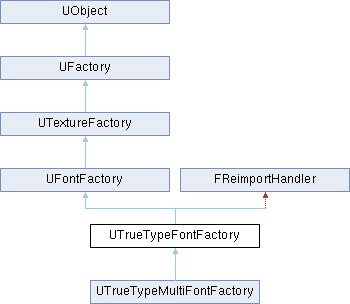 UObject
UFactory
UTextureFactory
UFontFactory
FReimportHandler
UTrueTypeFontFactory
UTrueTypeMultiFontFactory